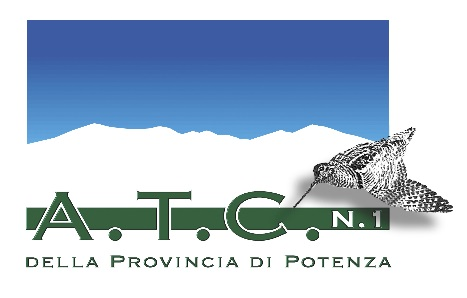 A.T.C. N.1
DELLA PROVINCIA DI POTENZA